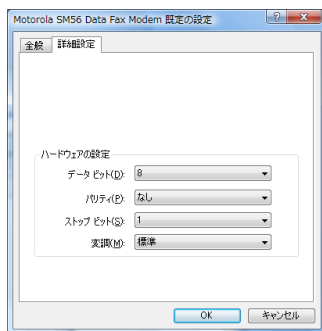 Motorola SM56 Data Fax Modem 既定の設定
全般 詳細設定
ハードウェアの設定
データ ビット(D): 8
パリティ(P): なし
ストップ ビット(S): 1
変調(M): 標準
OK キャンセル